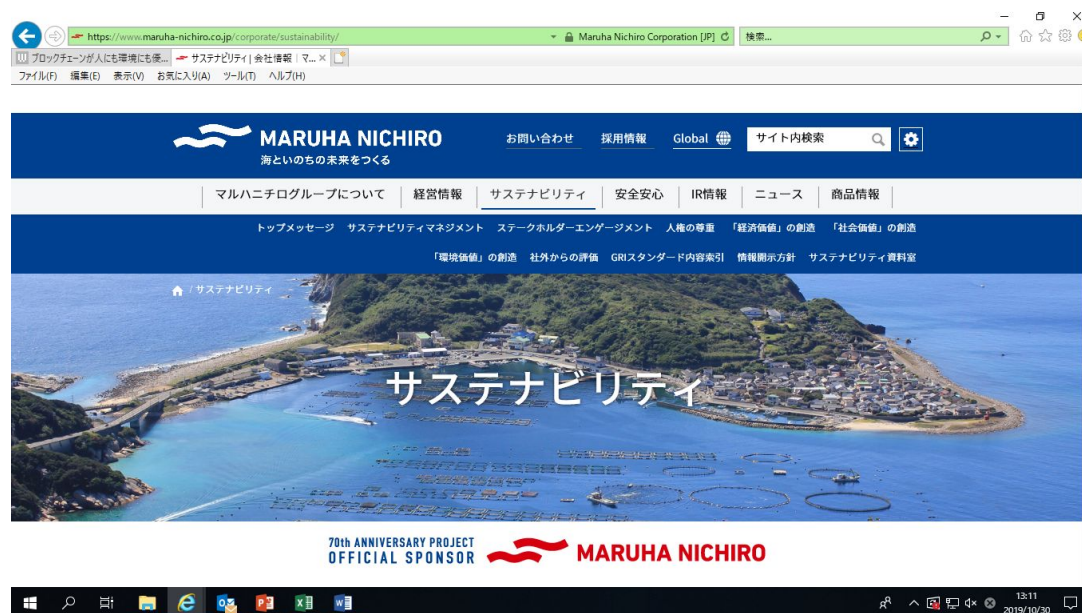 https://www.maruha-nichiro.co.jp/corporate/sustainability/
Maruha Nichiro Corporation [JP]
検索...
ブロックチェーンが人にも環境にも優...
サステナビリティ | 会社情報 | マ...
ファイル(F) 編集(E) 表示(V) お気に入り(A) ツール(T) ヘルプ(H)
MARUHA NICHIRO
海といのちの未来をつくる
お問い合わせ 採用情報 Global サイト内検索
マルハニチログループについて 経営情報 サステナビリティ 安全安心 IR情報 ニュース 商品情報
トップメッセージ サステナビリティマネジメント ステークホルダーエンゲージメント 人権の尊重 「経済価値」の創造 「社会価値」の創造
「環境価値」の創造 社外からの評価 GRIスタンダード内容索引 情報開示方針 サステナビリティ資料室
/ サステナビリティ
サステナビリティ
70th ANNIVERSARY PROJECT
OFFICIAL SPONSOR
MARUHA NICHIRO
13:11
2019/10/30